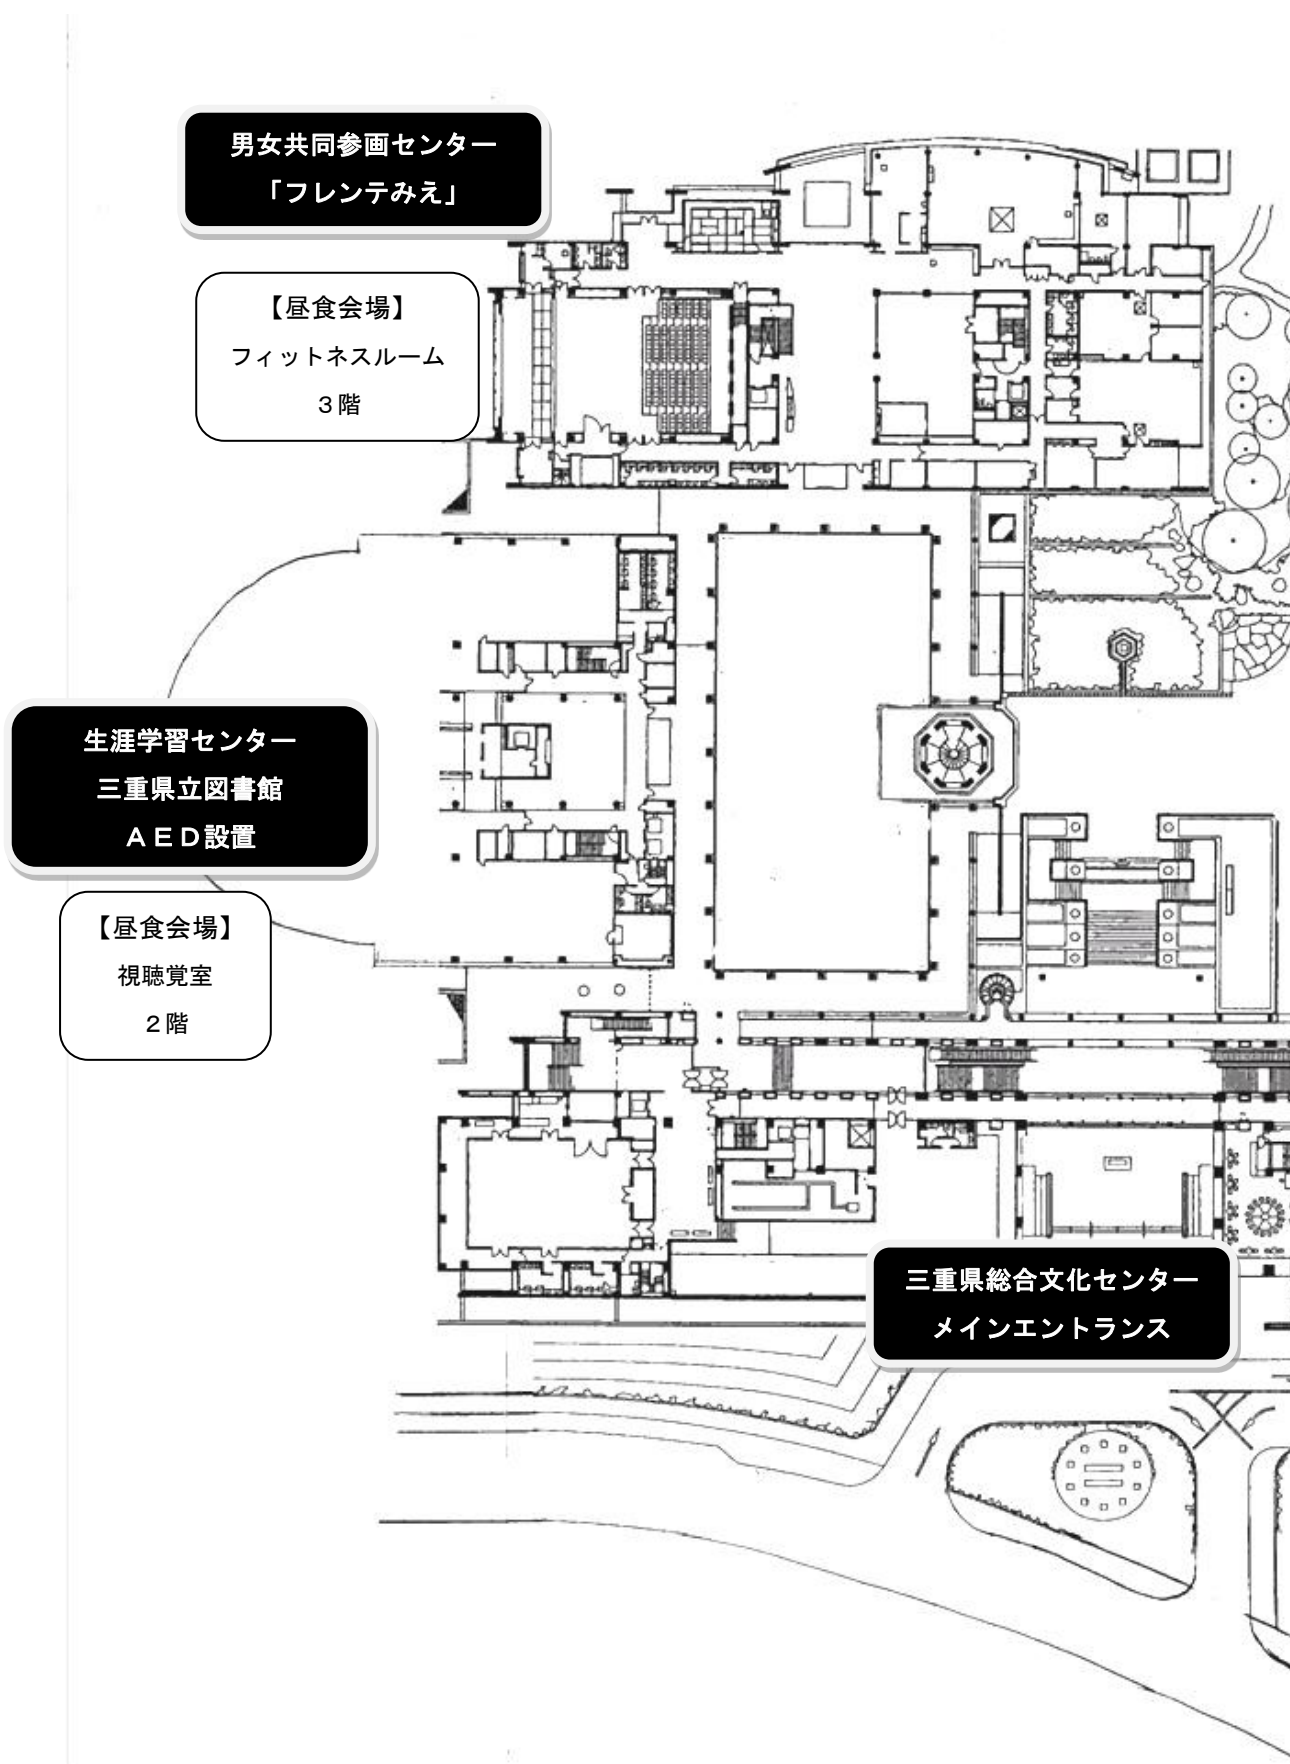 男女共同参画センター
「フレンテみえ」
【昼食会場】
フィットネスルーム
３階
生涯学習センター
三重県立図書館
ＡＥＤ設置
【昼食会場】
視聴覚室
２階
三重県総合文化センター
メインエントランス